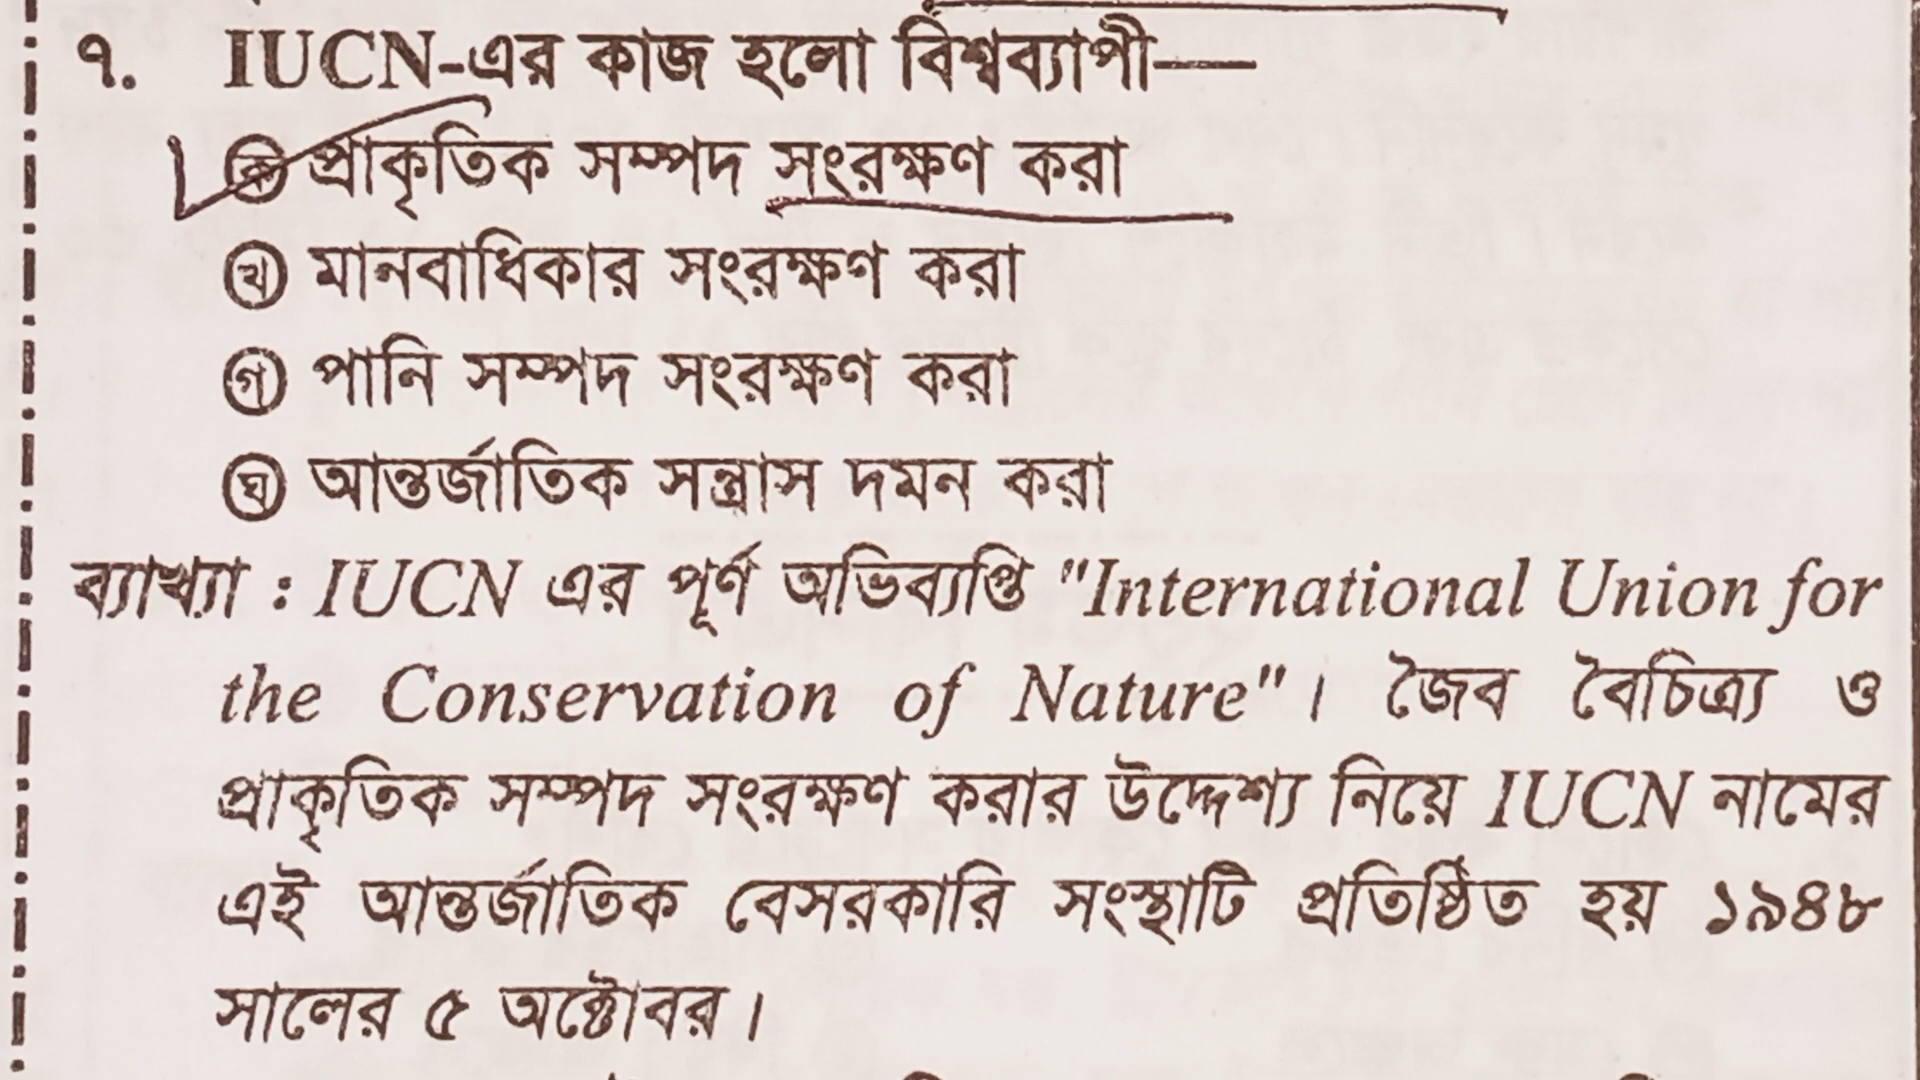 ৭. IUCN-এর কাজ হলো বিশ্বব্যাপী—
ক প্রাকৃতিক সম্পদ সংরক্ষণ করা
খ মানবাধিকার সংরক্ষণ করা
গ পানি সম্পদ সংরক্ষণ করা
ঘ আন্তর্জাতিক সন্ত্রাস দমন করা
ব্যাখ্যা : IUCN এর পূর্ণ অভিব্যপ্তি "International Union for
the Conservation of Nature"। জৈব বৈচিত্র্য ও
প্রাকৃতিক সম্পদ সংরক্ষণ করার উদ্দেশ্য নিয়ে IUCN নামের
এই আন্তর্জাতিক বেসরকারি সংস্থাটি প্রতিষ্ঠিত হয় ১৯৪৮
সালের ৫ অক্টোবর।